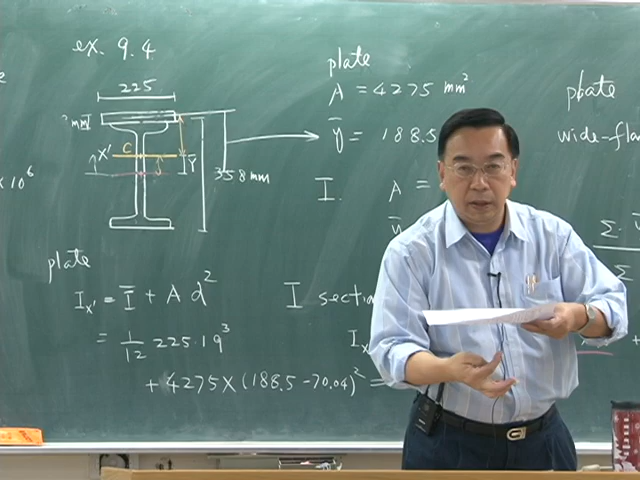 ex. 9.4
225
mm
X'
C
ȳ
Ȳ
358 mm
× 10⁶
plate
A = 4275 mm²
Ȳ = 188.5
I.
A =
plate
wide-fla
Σ
Σ
plate
Iₓ' = Ī + A d²
= 1/12 225 · 19³
+ 4275 × (188.5 - 70.04)² =
I section
Iₓ